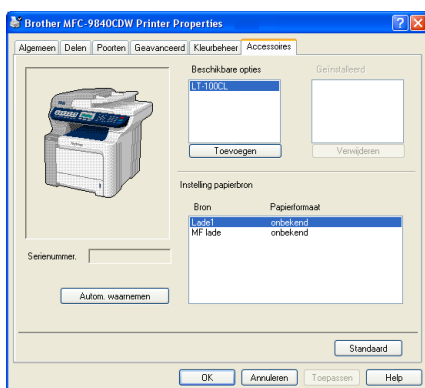 Brother MFC-9840CDW Printer Properties
Algemeen Delen Poorten Geavanceerd Kleurbeheer Accessoires
Beschikbare opties Geïnstalleerd
LT-100CL
Toevoegen Verwijderen
Instelling papierbron
Bron Papierformaat
Lade1 onbekend
MF lade onbekend
Serienummer.
Autom. waarnemen
Standaard
OK Annuleren Toepassen Help